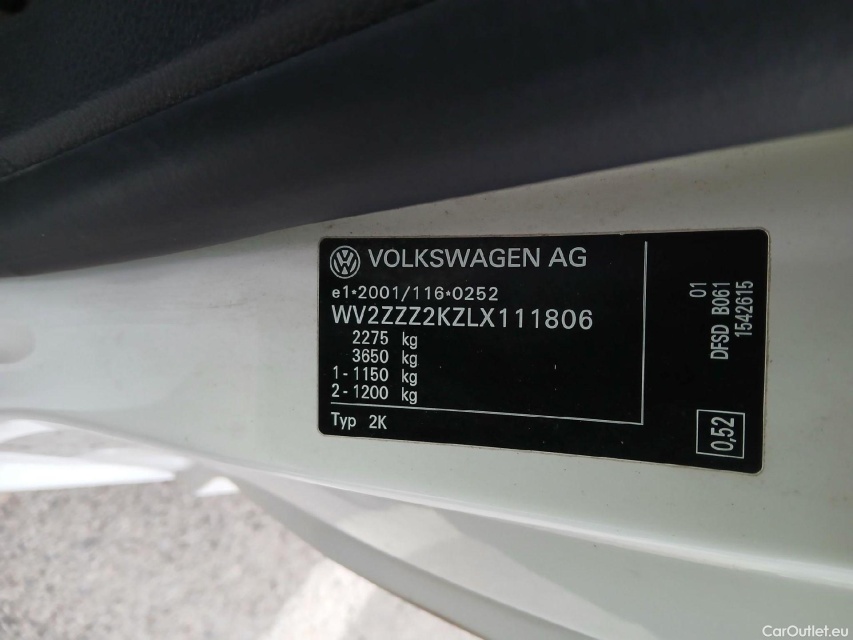 VOLKSWAGEN AG
e1*2001/116*0252
WV2ZZZ2KZLX111806
2275 kg
3650 kg
1-1150 kg
2-1200 kg
Typ 2K
01
DFSD B061
1542615
0,52
CarOutlet.eu